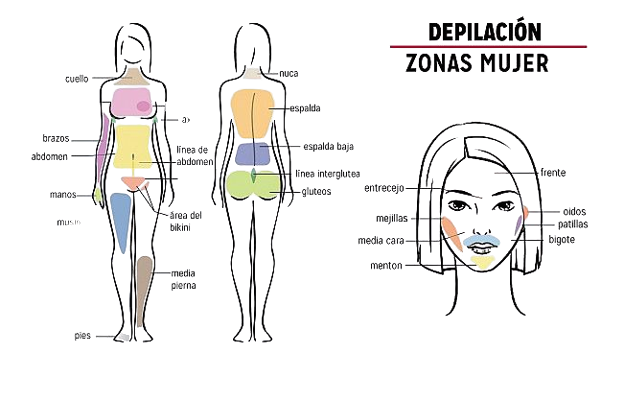 DEPILACIÓN
ZONAS MUJER
cuello
brazos
abdomen
línea de
abdomen
manos
área del
bikini
media
pierna
pies
nuca
espalda
espalda baja
línea interglutea
gluteos
frente
entrecejo
mejillas
media cara
menton
oidos
patillas
bigote